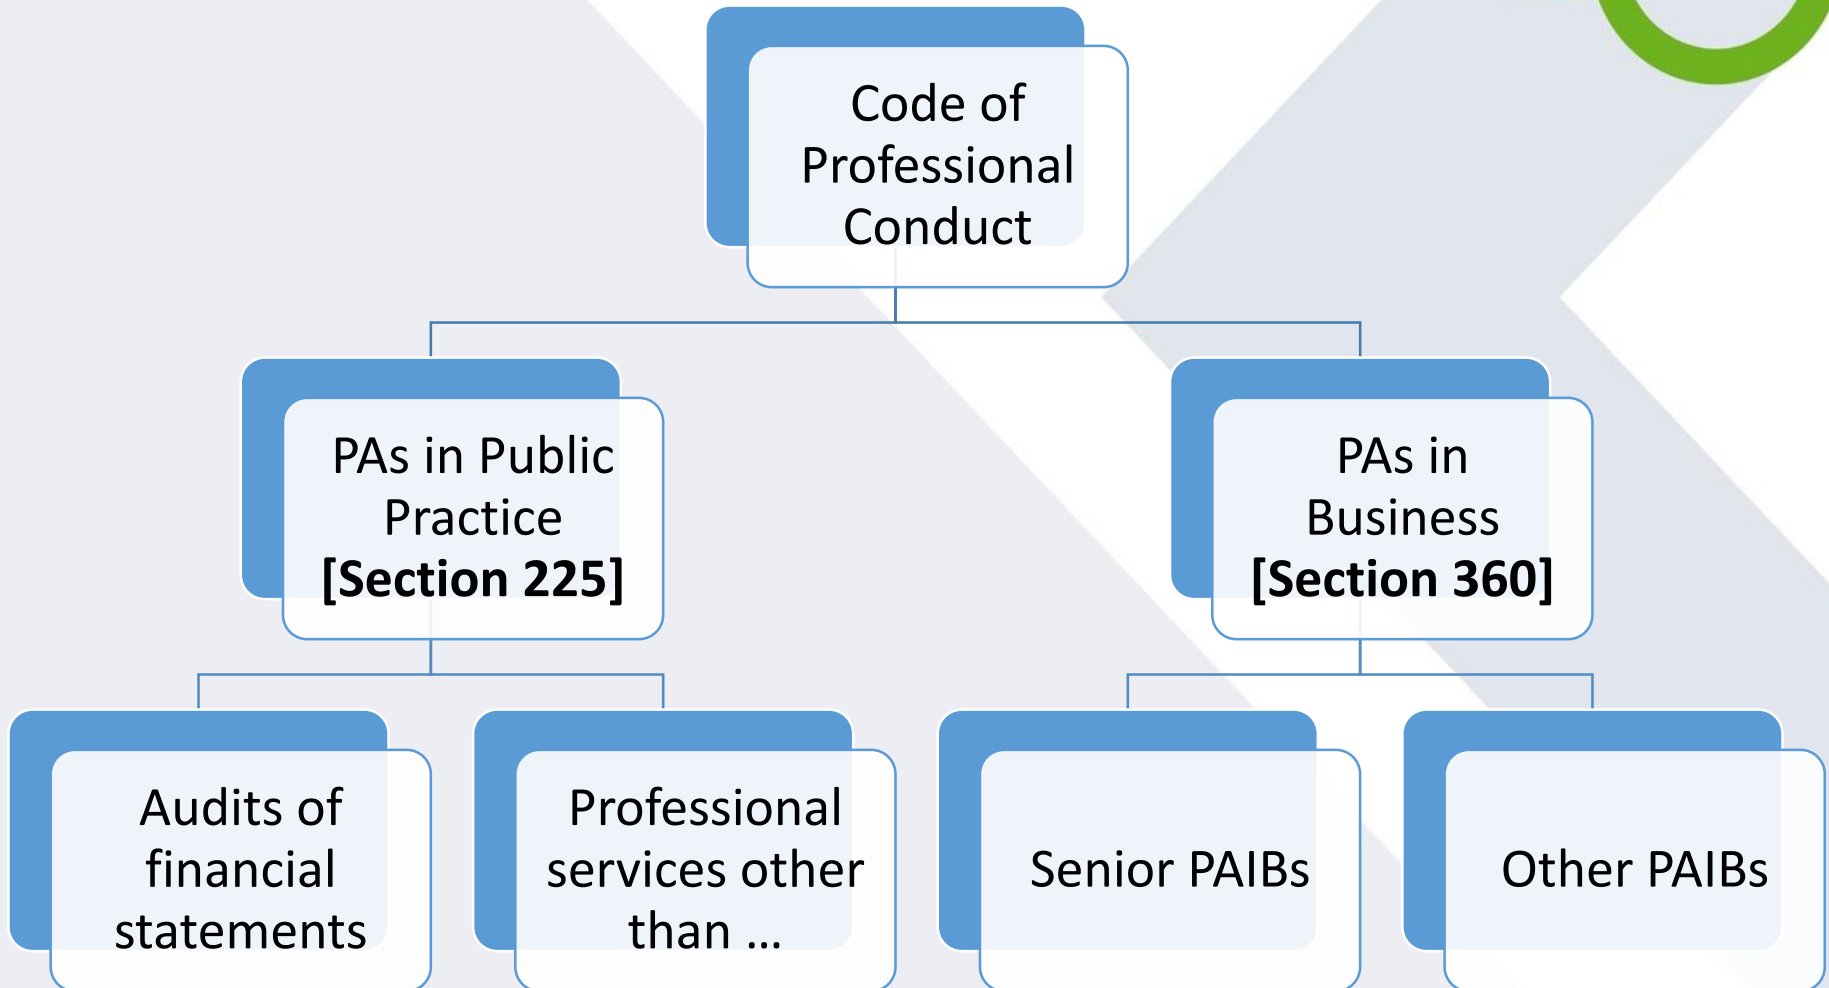 Code of
Professional
Conduct
PAs in Public
Practice
[Section 225]
PAs in
Business
[Section 360]
Audits of
financial
statements
Professional
services other
than ...
Senior PAIBs
Other PAIBs